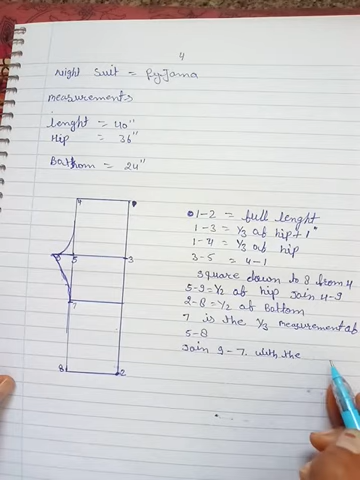 4
Night Suit = Pyjama
measurements
lenght = 40"
Hip = 36"
Bathom = 24"
1-2 = full lenght
1-3 = 1/3 of hip + 1"
1-4 = 1/3 of hip
3-5 = 4-1
square down to 8 from 4
5-9 = 1/2 of hip Join 4-9
2-8 = 1/2 of Bottom
7 is the 1/3 measurement of
5-8
Join 9-7 with the
4
5
3
7
8
2